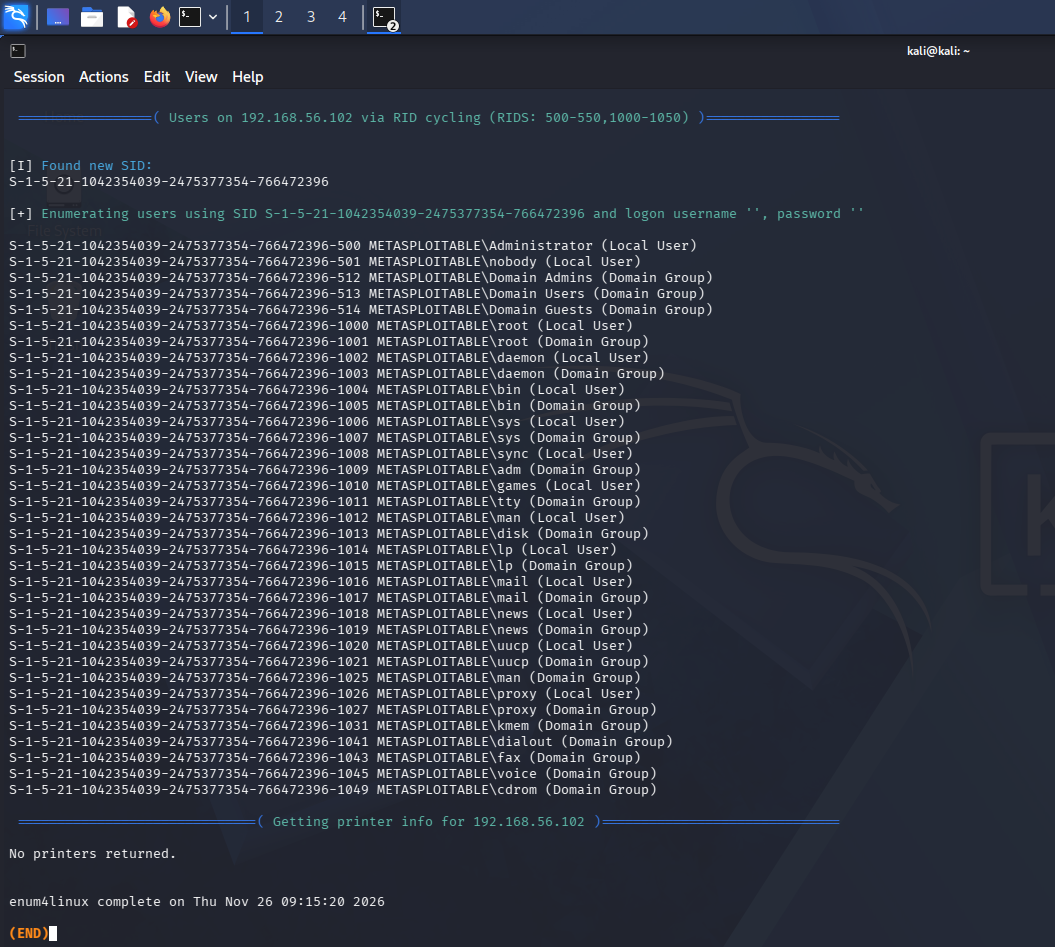 1 2 3 4 2
kali@kali: ~
Session Actions Edit View Help
( Users on 192.168.56.102 via RID cycling (RIDS: 500-550,1000-1050) )
[I] Found new SID:
S-1-5-21-1042354039-2475377354-766472396
[+] Enumerating users using SID S-1-5-21-1042354039-2475377354-766472396 and logon username '', password ''
File System
S-1-5-21-1042354039-2475377354-766472396-500 METASPLOITABLE\Administrator (Local User)
S-1-5-21-1042354039-2475377354-766472396-501 METASPLOITABLE\nobody (Local User)
S-1-5-21-1042354039-2475377354-766472396-512 METASPLOITABLE\Domain Admins (Domain Group)
S-1-5-21-1042354039-2475377354-766472396-513 METASPLOITABLE\Domain Users (Domain Group)
S-1-5-21-1042354039-2475377354-766472396-514 METASPLOITABLE\Domain Guests (Domain Group)
S-1-5-21-1042354039-2475377354-766472396-1000 METASPLOITABLE\root (Local User)
S-1-5-21-1042354039-2475377354-766472396-1001 METASPLOITABLE\root (Domain Group)
S-1-5-21-1042354039-2475377354-766472396-1002 METASPLOITABLE\daemon (Local User)
S-1-5-21-1042354039-2475377354-766472396-1003 METASPLOITABLE\daemon (Domain Group)
S-1-5-21-1042354039-2475377354-766472396-1004 METASPLOITABLE\bin (Local User)
S-1-5-21-1042354039-2475377354-766472396-1005 METASPLOITABLE\bin (Domain Group)
S-1-5-21-1042354039-2475377354-766472396-1006 METASPLOITABLE\sys (Local User)
S-1-5-21-1042354039-2475377354-766472396-1007 METASPLOITABLE\sys (Domain Group)
S-1-5-21-1042354039-2475377354-766472396-1008 METASPLOITABLE\sync (Local User)
S-1-5-21-1042354039-2475377354-766472396-1009 METASPLOITABLE\adm (Domain Group)
S-1-5-21-1042354039-2475377354-766472396-1010 METASPLOITABLE\games (Local User)
S-1-5-21-1042354039-2475377354-766472396-1011 METASPLOITABLE\tty (Domain Group)
S-1-5-21-1042354039-2475377354-766472396-1012 METASPLOITABLE\man (Local User)
S-1-5-21-1042354039-2475377354-766472396-1013 METASPLOITABLE\disk (Domain Group)
S-1-5-21-1042354039-2475377354-766472396-1014 METASPLOITABLE\lp (Local User)
S-1-5-21-1042354039-2475377354-766472396-1015 METASPLOITABLE\lp (Domain Group)
S-1-5-21-1042354039-2475377354-766472396-1016 METASPLOITABLE\mail (Local User)
S-1-5-21-1042354039-2475377354-766472396-1017 METASPLOITABLE\mail (Domain Group)
S-1-5-21-1042354039-2475377354-766472396-1018 METASPLOITABLE\news (Local User)
S-1-5-21-1042354039-2475377354-766472396-1019 METASPLOITABLE\news (Domain Group)
S-1-5-21-1042354039-2475377354-766472396-1020 METASPLOITABLE\uucp (Local User)
S-1-5-21-1042354039-2475377354-766472396-1021 METASPLOITABLE\uucp (Domain Group)
S-1-5-21-1042354039-2475377354-766472396-1025 METASPLOITABLE\man (Domain Group)
S-1-5-21-1042354039-2475377354-766472396-1026 METASPLOITABLE\proxy (Local User)
S-1-5-21-1042354039-2475377354-766472396-1027 METASPLOITABLE\proxy (Domain Group)
S-1-5-21-1042354039-2475377354-766472396-1031 METASPLOITABLE\kmem (Domain Group)
S-1-5-21-1042354039-2475377354-766472396-1041 METASPLOITABLE\dialout (Domain Group)
S-1-5-21-1042354039-2475377354-766472396-1043 METASPLOITABLE\fax (Domain Group)
S-1-5-21-1042354039-2475377354-766472396-1045 METASPLOITABLE\voice (Domain Group)
S-1-5-21-1042354039-2475377354-766472396-1049 METASPLOITABLE\cdrom (Domain Group)
( Getting printer info for 192.168.56.102 )
No printers returned.
enum4linux complete on Thu Nov 26 09:15:20 2026
(END)